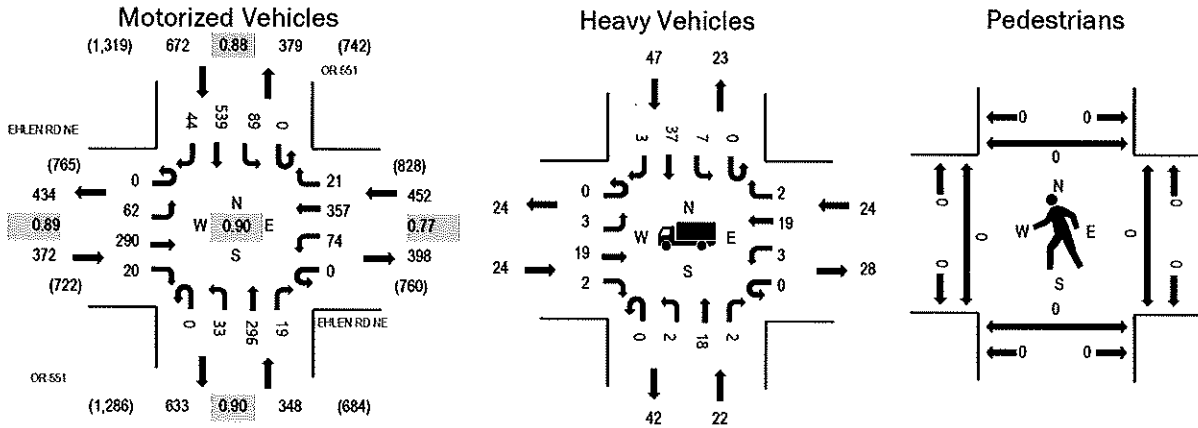 Motorized Vehicles
Heavy Vehicles
Pedestrians
(1,319) 672 0.88 379 (742)
OR 551
44 539 89 0
EHLEN RD NE
(765)
434
0.89
372
(722)
0
62
290
20
N
W 0.90 E
S
21
357
74
0
(828)
452
0.77
398
(760)
0 33 296 19
EHLEN RD NE
OR 551
(1,286) 633 0.90 348 (684)
47 23
3 37 7 0
24
24
0
3
19
2
N
W E
S
2
19
3
0
24
28
0 2 18 2
42 22
0 0
0
0 0 0 0
N
W E
S
0 0
0
0 0